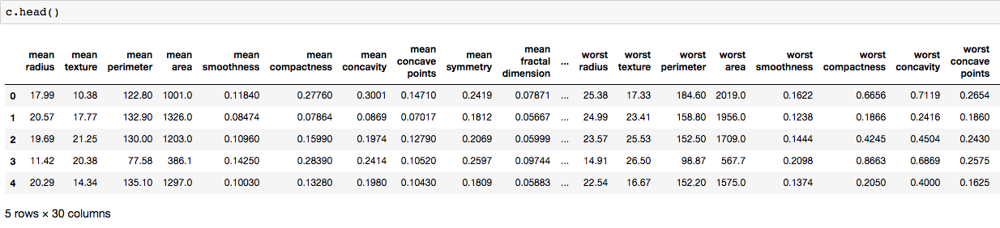 c.head()
mean radius mean texture mean perimeter mean area mean smoothness mean compactness mean concavity mean concave points mean symmetry mean fractal dimension ... worst radius worst texture worst perimeter worst area worst smoothness worst compactness worst concavity worst concave points
0 17.99 10.38 122.80 1001.0 0.11840 0.27760 0.3001 0.14710 0.2419 0.07871 ... 25.38 17.33 184.60 2019.0 0.1622 0.6656 0.7119 0.2654
1 20.57 17.77 132.90 1326.0 0.08474 0.07864 0.0869 0.07017 0.1812 0.05667 ... 24.99 23.41 158.80 1956.0 0.1238 0.1866 0.2416 0.1860
2 19.69 21.25 130.00 1203.0 0.10960 0.15990 0.1974 0.12790 0.2069 0.05999 ... 23.57 25.53 152.50 1709.0 0.1444 0.4245 0.4504 0.2430
3 11.42 20.38 77.58 386.1 0.14250 0.28390 0.2414 0.10520 0.2597 0.09744 ... 14.91 26.50 98.87 567.7 0.2098 0.8663 0.6869 0.2575
4 20.29 14.34 135.10 1297.0 0.10030 0.13280 0.1980 0.10430 0.1809 0.05883 ... 22.54 16.67 152.20 1575.0 0.1374 0.2050 0.4000 0.1625
5 rows × 30 columns